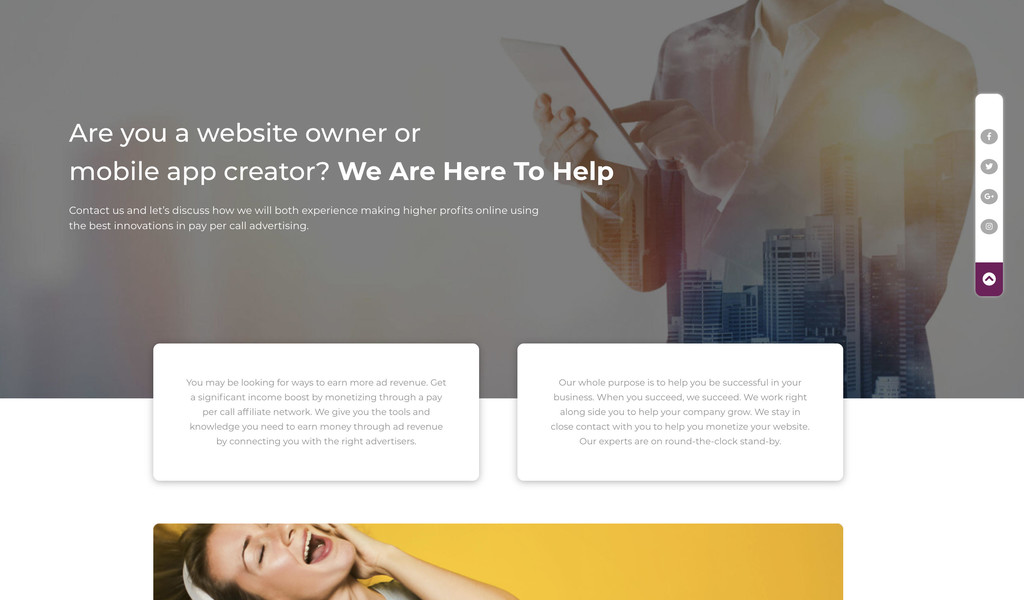 Are you a website owner or
mobile app creator? We Are Here To Help
Contact us and let’s discuss how we will both experience making higher profits online using
the best innovations in pay per call advertising.
You may be looking for ways to earn more ad revenue. Get
a significant income boost by monetizing through a pay
per call affiliate network. We give you the tools and
knowledge you need to earn money through ad revenue
by connecting you with the right advertisers.
Our whole purpose is to help you be successful in your
business. When you succeed, we succeed. We work right
along side you to help your company grow. We stay in
close contact with you to help you monetize your website.
Our experts are on round-the-clock stand-by.